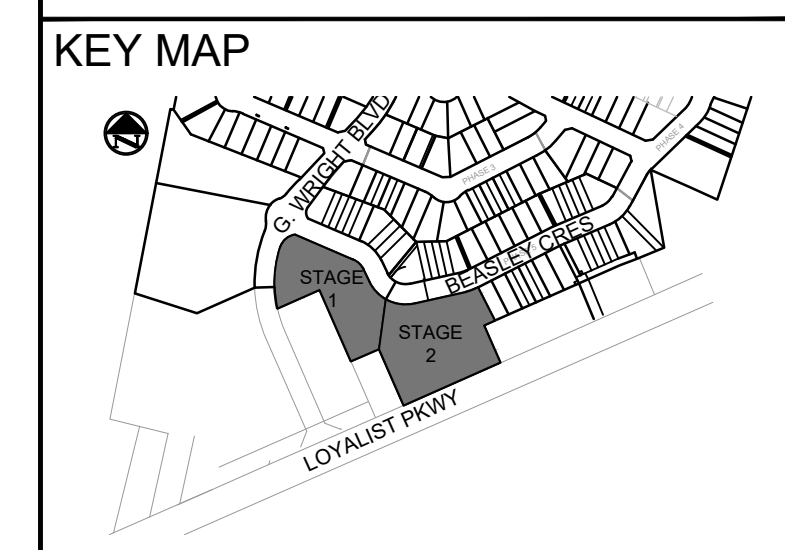 KEY MAP
N
G. WRIGHT BLVD
PHASE 4
PHASE 3
BEASLEY CRES
STAGE
1
STAGE
2
LOYALIST PKWY